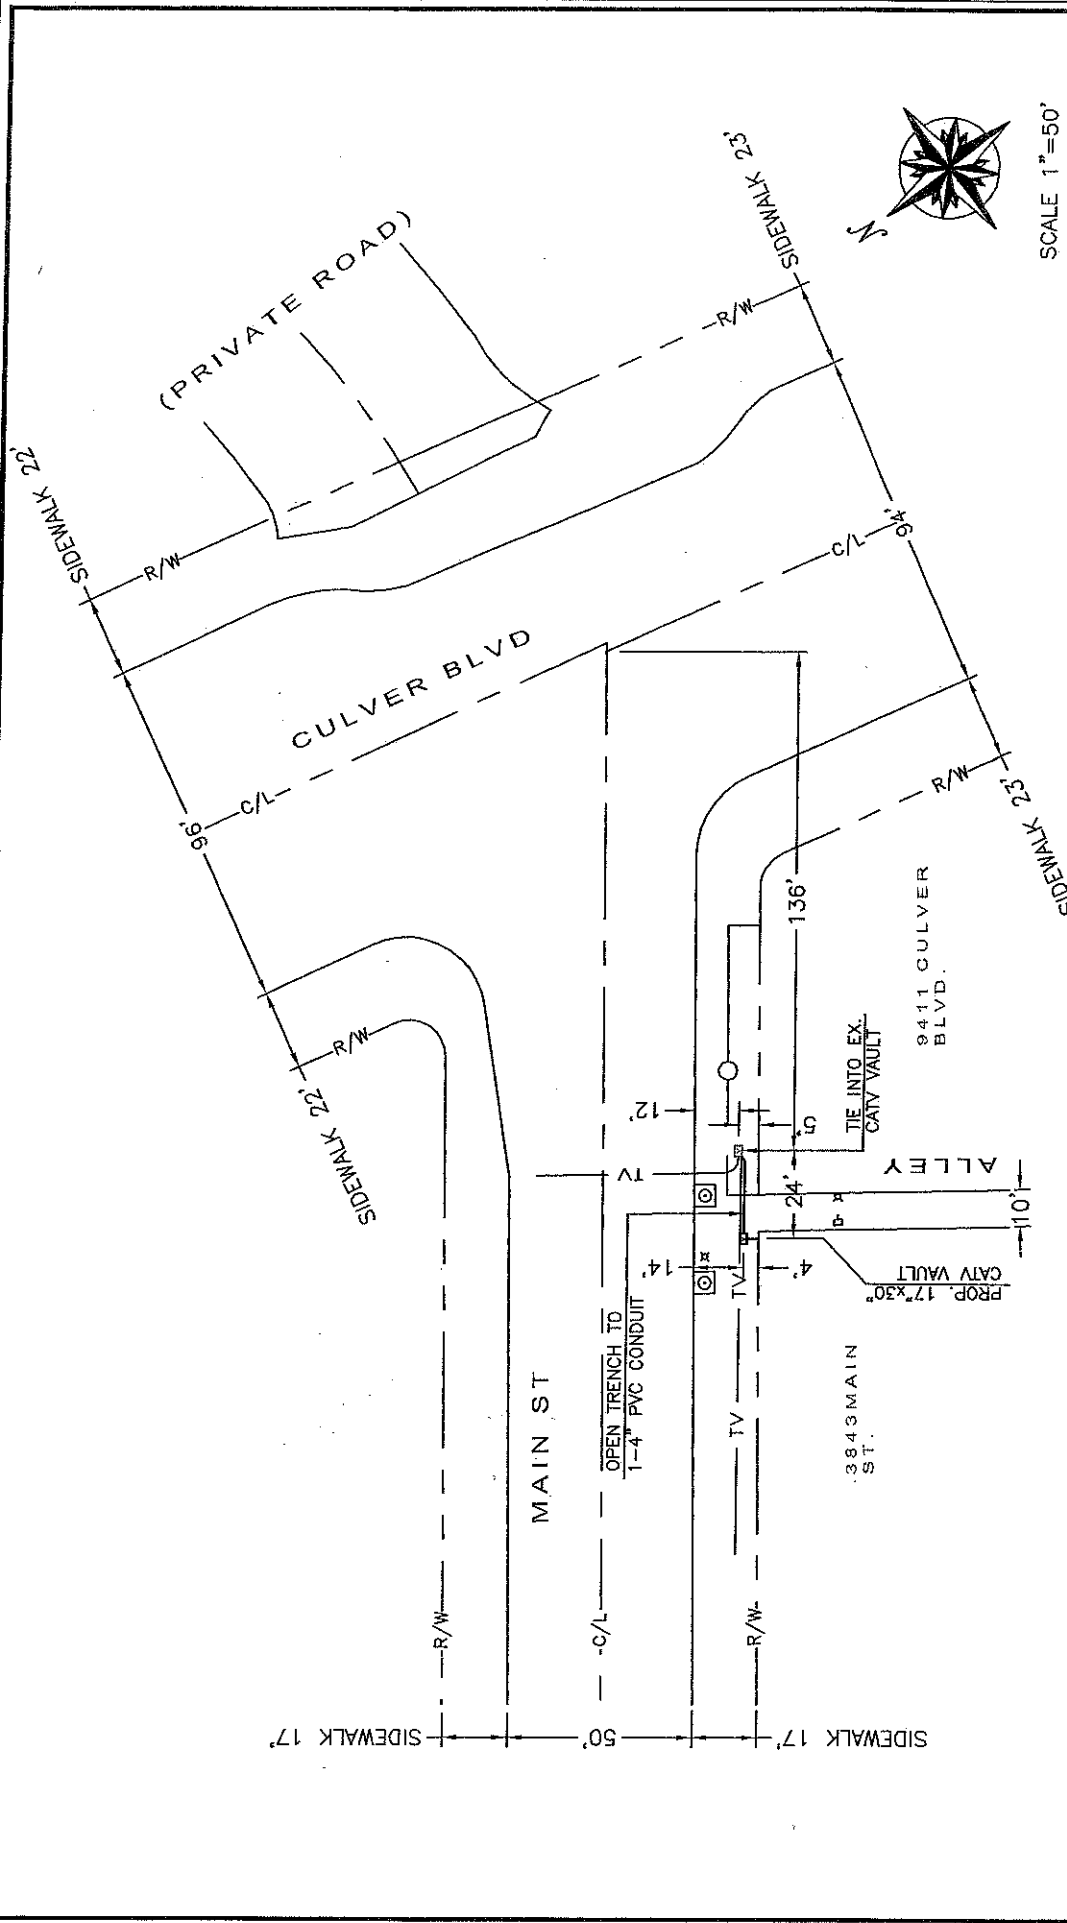 SCALE 1"=50'
N
SIDEWALK 23'
(PRIVATE ROAD)
R/W
SIDEWALK 22'
R/W
94'
C/L
CULVER BLVD
C/L
96'
R/W
SIDEWALK 23'
136'
9411 CULVER
BLVD.
R/W
SIDEWALK 22'
12'
5'
TIE INTO EX.
CATV VAULT
TV
ALLEY
24'
10'
14'
4'
TV
PROP. 17"x30"
CATV VAULT
OPEN TRENCH TO
1-4" PVC CONDUIT
MAIN ST
TV
3843 MAIN
ST.
R/W
C/L
R/W
SIDEWALK 17'
50'
SIDEWALK 17'